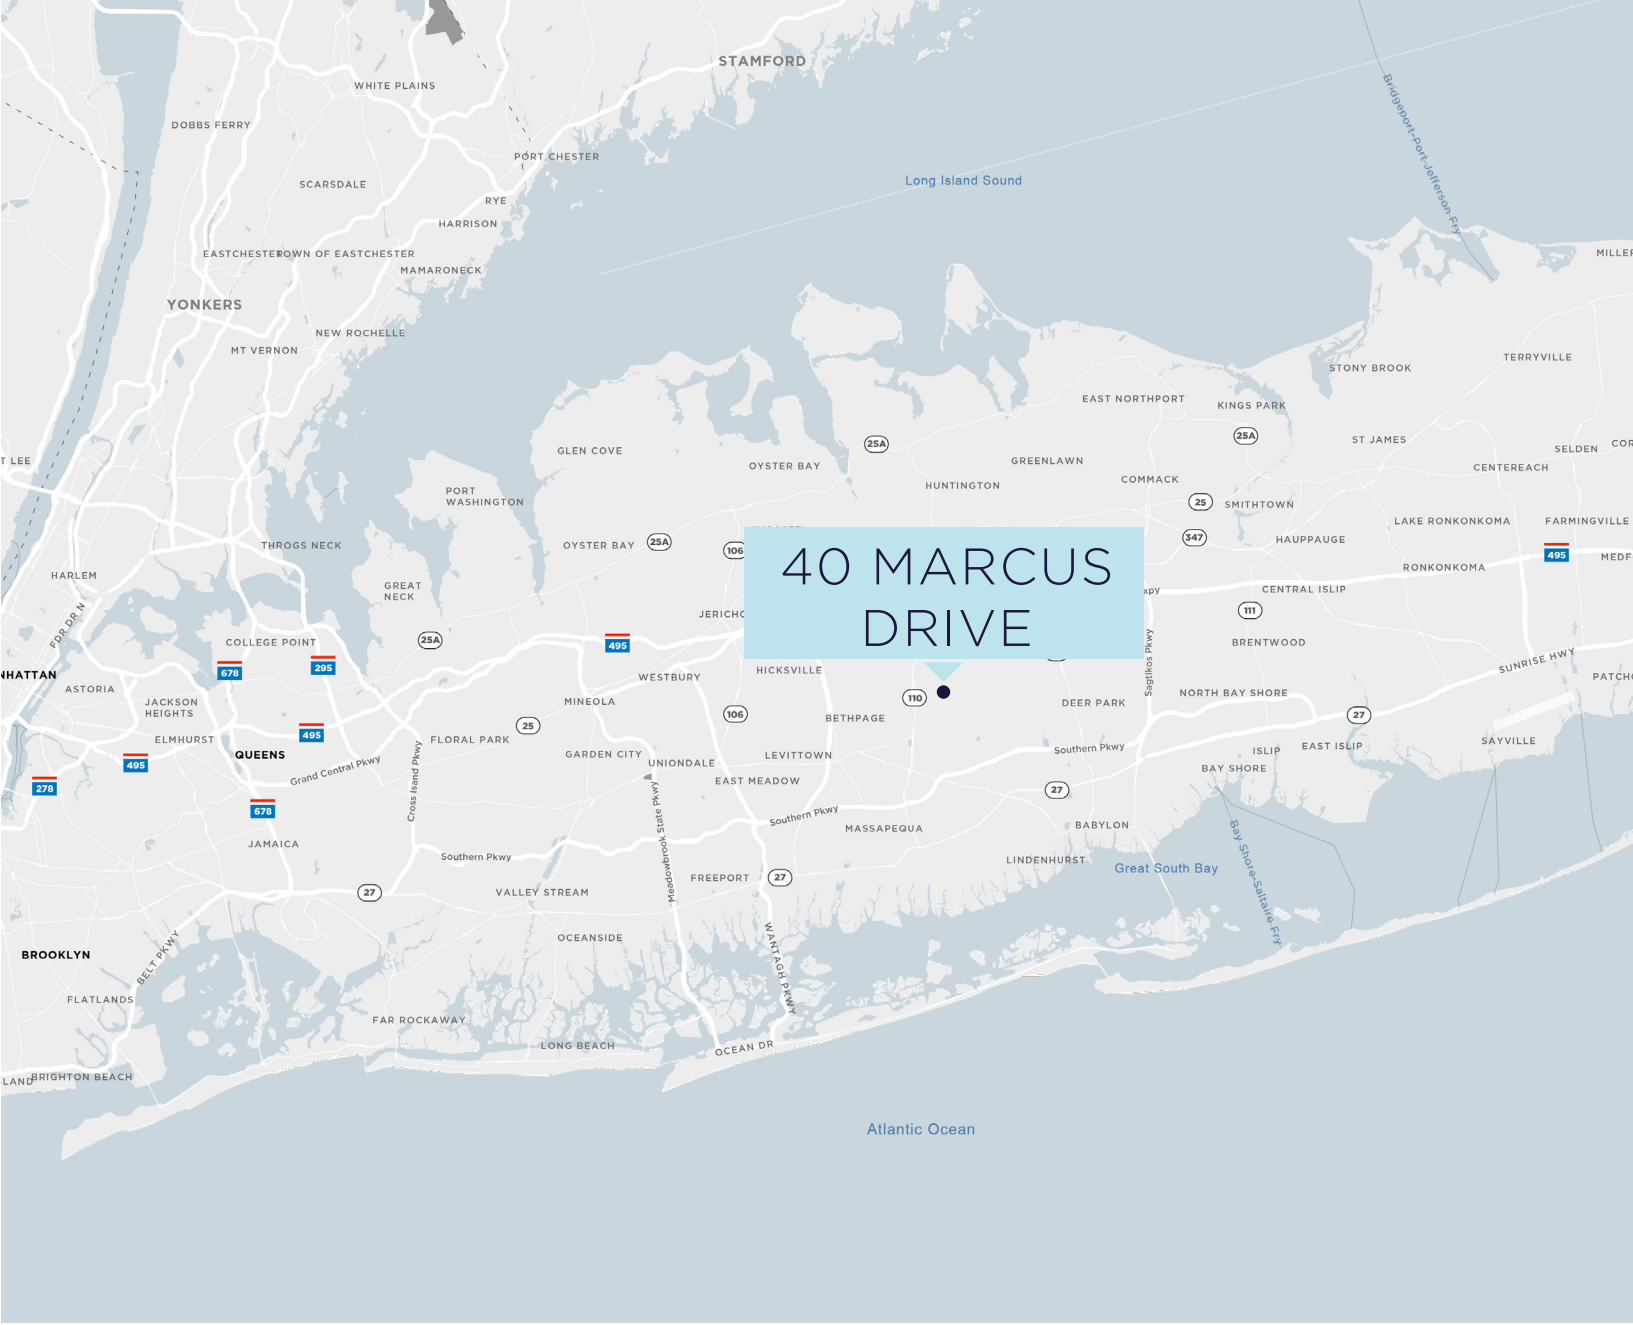 STAMFORD
WHITE PLAINS
DOBBS FERRY
PORT CHESTER
SCARSDALE
RYE
HARRISON
Long Island Sound
Bridgeport-Port Jefferson Fry
EASTCHESTER
OWN OF EASTCHESTER
MAMARONECK
MILLER
YONKERS
NEW ROCHELLE
MT VERNON
TERRYVILLE
STONY BROOK
EAST NORTHPORT
KINGS PARK
25A
25A
ST JAMES
COR
SELDEN
GLEN COVE
T LEE
OYSTER BAY
GREENLAWN
CENTEREACH
COMMACK
HUNTINGTON
PORT
WASHINGTON
25
SMITHTOWN
LAKE RONKONKOMA
FARMINGVILLE
347
HAUPPAUGE
THROGS NECK
OYSTER BAY
25A
106
40 MARCUS
DRIVE
495
MEDF
RONKONKOMA
HARLEM
GREAT
NECK
xpy
CENTRAL ISLIP
111
JERICHO
FDR DR N
COLLEGE POINT
25A
495
BRENTWOOD
SUNRISE HWY
678
295
HICKSVILLE
WESTBURY
NHATTAN
PATCHO
ASTORIA
Sagtikos Pkwy
110
NORTH BAY SHORE
JACKSON
HEIGHTS
MINEOLA
DEER PARK
106
BETHPAGE
27
25
495
ELMHURST
FLORAL PARK
QUEENS
GARDEN CITY
UNIONDALE
LEVITTOWN
Southern Pkwy
ISLIP
EAST ISLIP
SAYVILLE
495
Grand Central Pkwy
Cross Island Pkwy
BAY SHORE
278
EAST MEADOW
27
678
Meadowbrook State Pkwy
Southern Pkwy
MASSAPEQUA
BABYLON
JAMAICA
Southern Pkwy
LINDENHURST
Great South Bay
Bay Shore-Saltaire Fry
27
VALLEY STREAM
FREEPORT
27
OCEANSIDE
WANTAGH PKWY
BROOKLYN
BELT PKWY
FLATLANDS
FAR ROCKAWAY
LONG BEACH
OCEAN DR
LAND
BRIGHTON BEACH
Atlantic Ocean